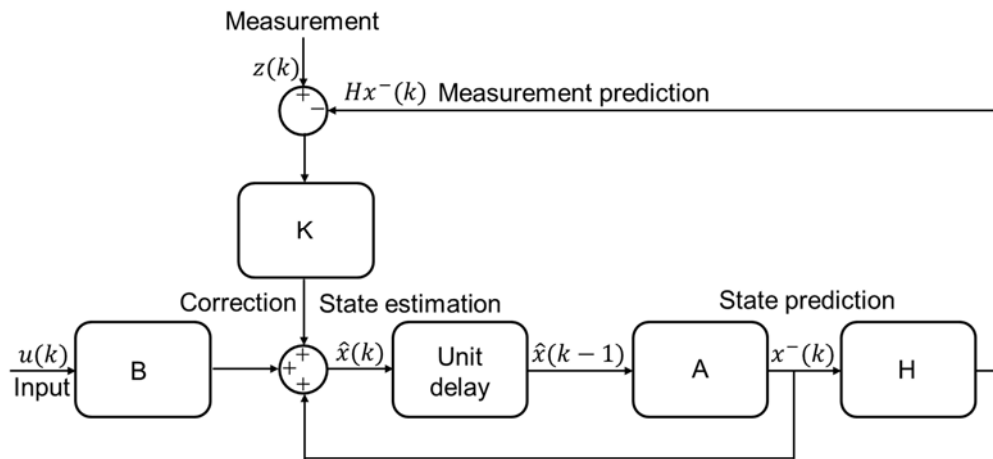 Measurement
z(k)
+
−
Hx⁻(k) Measurement prediction
K
Correction
State estimation
State prediction
u(k)
Input
B
+
+
+
x̂(k)
Unit
delay
x̂(k − 1)
A
x⁻(k)
H